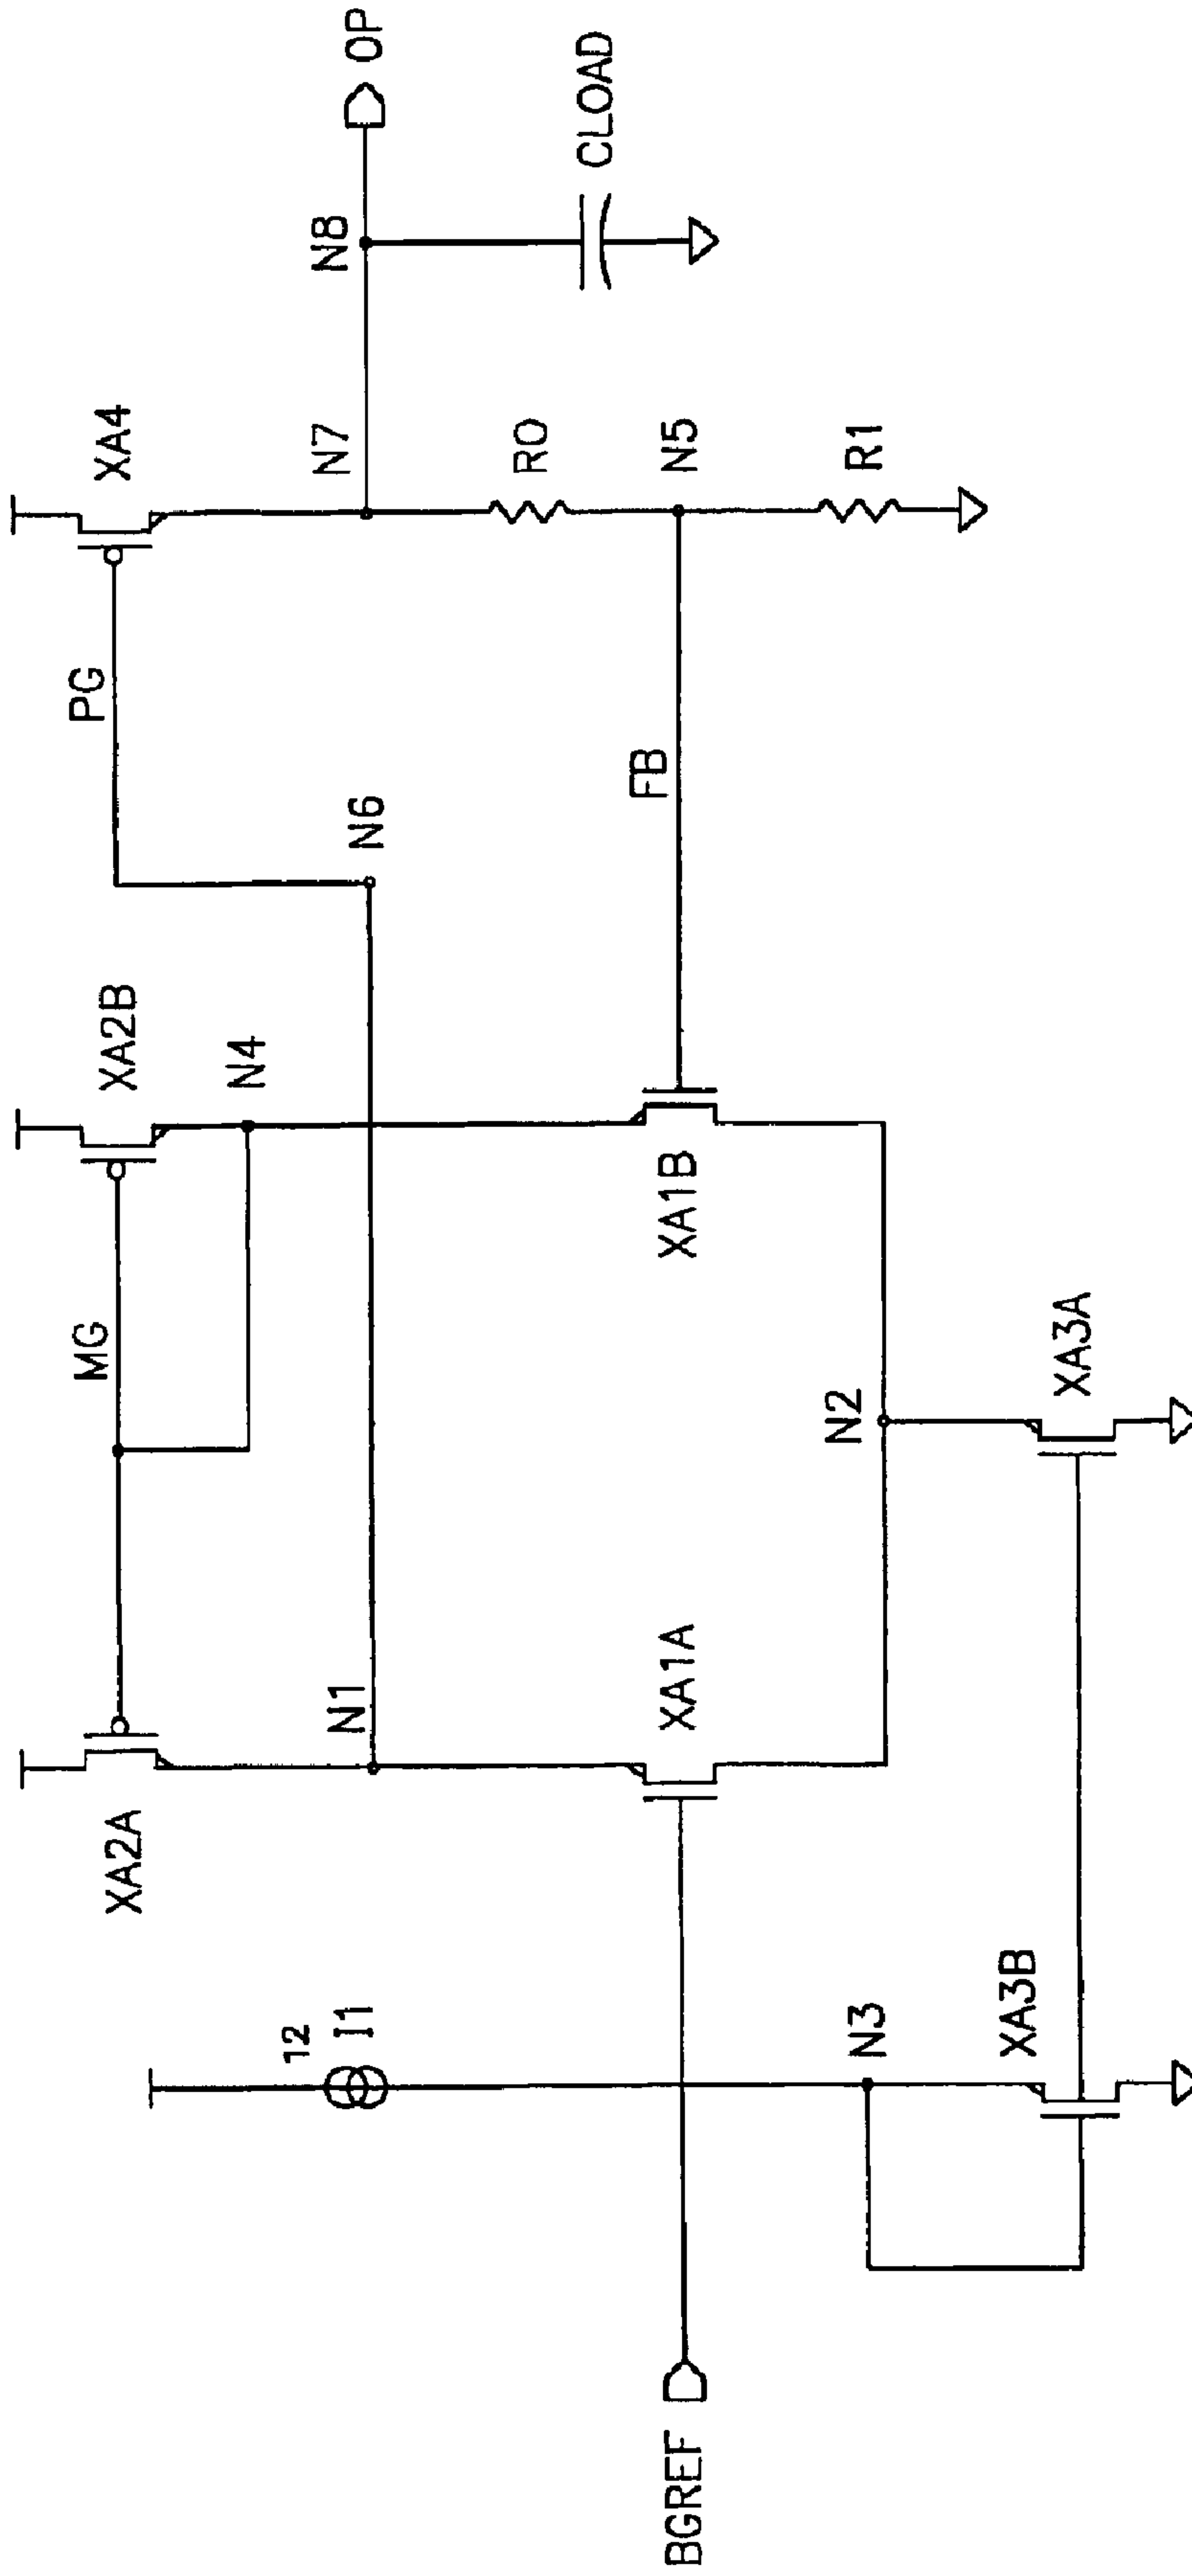 XA2A
MG
XA2B
PG
XA4
12
I1
N1
N4
N6
N7
N8
OP
BGREF
XA1A
XA1B
FB
R0
N5
CLOAD
N3
N2
R1
XA3B
XA3A